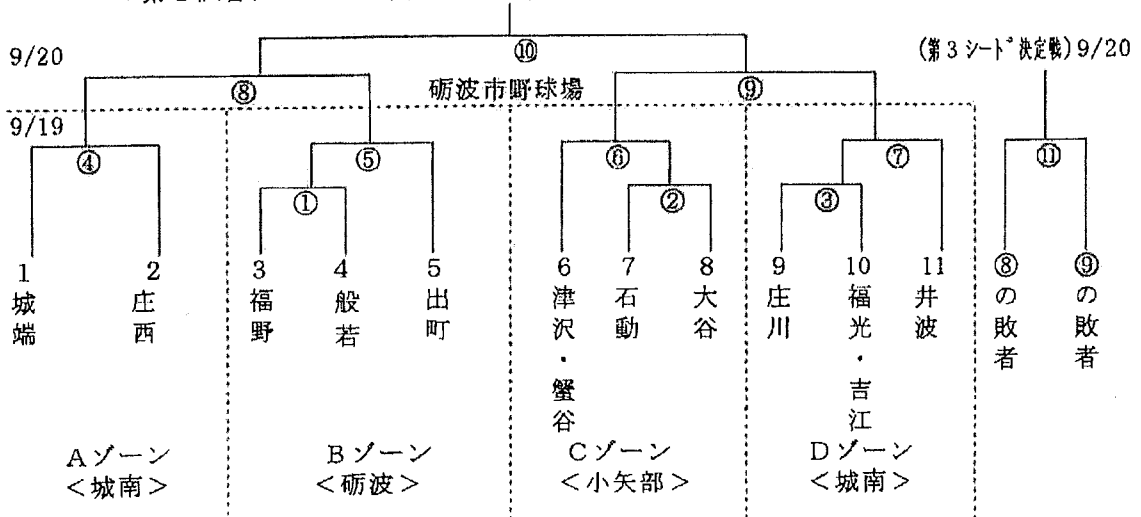 ⑩
9/20
(第3シード決定戦)9/20
⑧
砺波市野球場
⑨
9/19
④
⑤
⑥
⑦
⑪
①
②
③
1
城端
2
庄西
3
福野
4
般若
5
出町
6
津沢・蟹谷
7
石動
8
大谷
9
庄川
10
福光・吉江
11
井波
⑧の敗者
⑨の敗者
Aゾーン
<城南>
Bゾーン
<砺波>
Cゾーン
<小矢部>
Dゾーン
<城南>